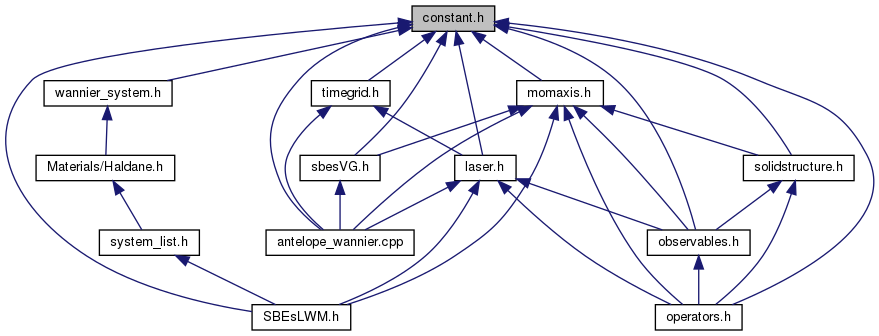 constant.h
wannier_system.h
timegrid.h
momaxis.h
Materials/Haldane.h
sbesVG.h
laser.h
solidstructure.h
system_list.h
antelope_wannier.cpp
observables.h
SBEsLWM.h
operators.h